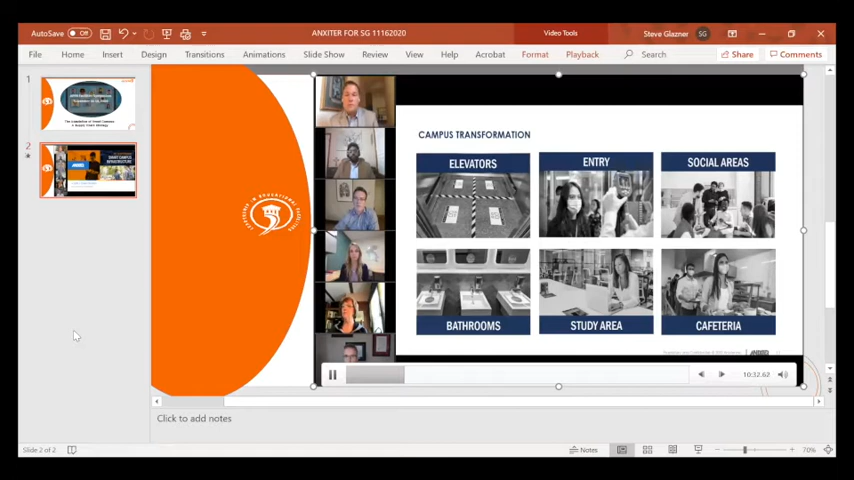 AutoSave Off
ANXITER FOR SG 11162020
Video Tools
Steve Glazner SG
File Home Insert Design Transitions Animations Slide Show Review View Help Acrobat Format Playback Search Share Comments
1
2
CAMPUS TRANSFORMATION
ELEVATORS
ENTRY
SOCIAL AREAS
BATHROOMS
STUDY AREA
CAFETERIA
10:32.62
Click to add notes
Slide 2 of 2
Notes
70%